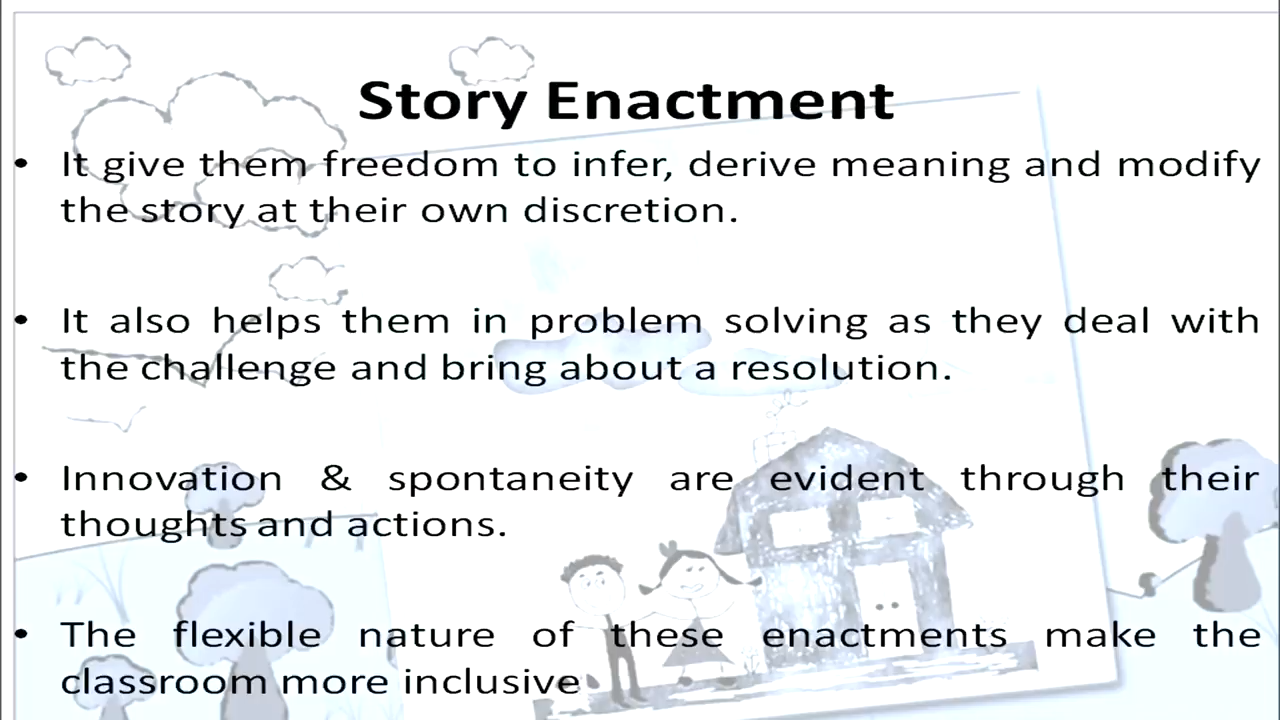 Story Enactment
• It give them freedom to infer, derive meaning and modify
the story at their own discretion.
• It also helps them in problem solving as they deal with
the challenge and bring about a resolution.
• Innovation & spontaneity are evident through their
thoughts and actions.
• The flexible nature of these enactments make the
classroom more inclusive